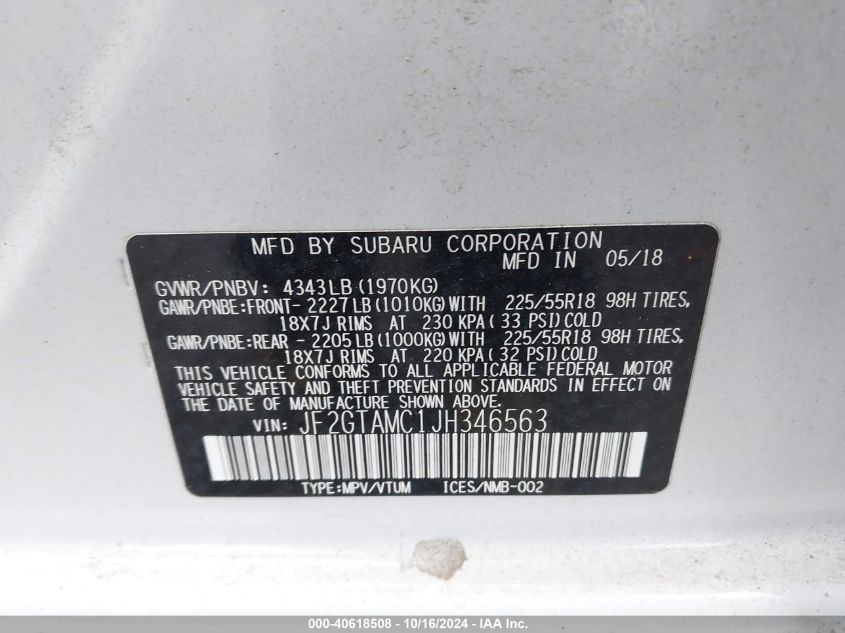 MFD BY SUBARU CORPORATION
MFD IN 05/18
GVWR/PNBV: 4343LB (1970KG)
GAWR/PNBE:FRONT- 2227LB (1010KG)WITH 225/55R18 98H TIRES,
18X7J RIMS AT 230 KPA( 33 PSI)COLD
GAWR/PNBE:REAR - 2205LB (1000KG)WITH 225/55R18 98H TIRES,
18X7J RIMS AT 220 KPA( 32 PSI)COLD
THIS VEHICLE CONFORMS TO ALL APPLICABLE FEDERAL MOTOR
VEHICLE SAFETY AND THEFT PREVENTION STANDARDS IN EFFECT ON
THE DATE OF MANUFACTURE SHOWN ABOVE.
VIN: JF2GTAMC1JH346563
TYPE:MPV/VTUM ICES/NMB-002
000-40618508 - 10/16/2024 - IAA Inc.